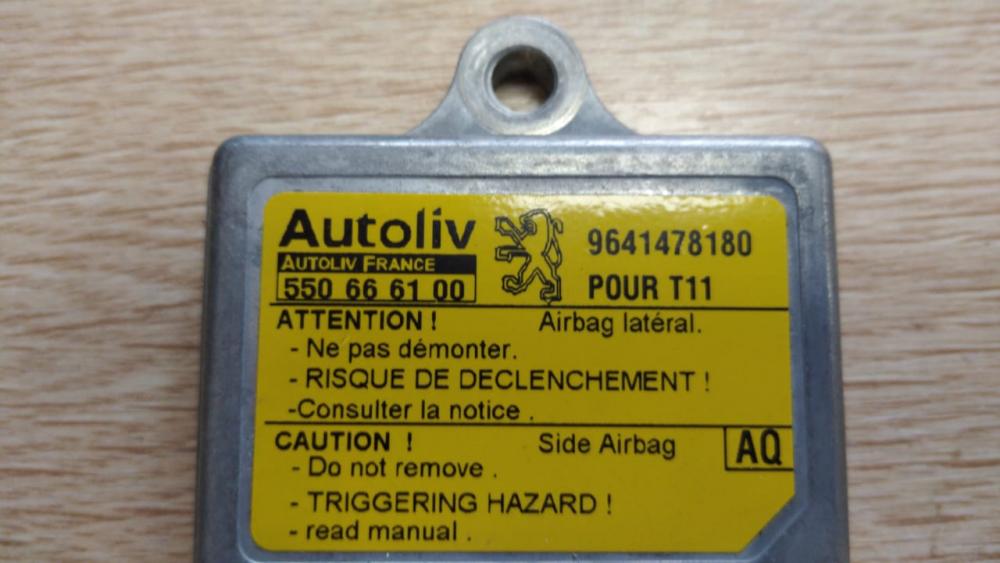 Autoliv
AUTOLIV FRANCE
550 66 61 00
9641478180
POUR T11
ATTENTION ! Airbag latéral.
- Ne pas démonter.
- RISQUE DE DECLENCHEMENT !
-Consulter la notice .
CAUTION ! Side Airbag AQ
- Do not remove .
- TRIGGERING HAZARD !
- read manual .